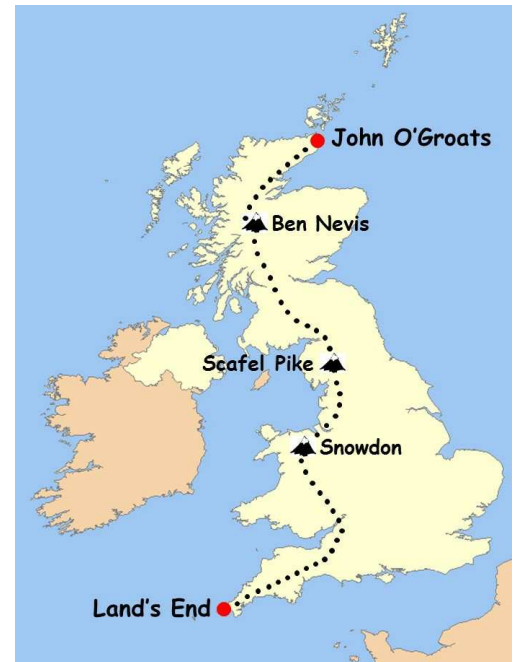 John O'Groats
Ben Nevis
Scafel Pike
Snowdon
Land's End